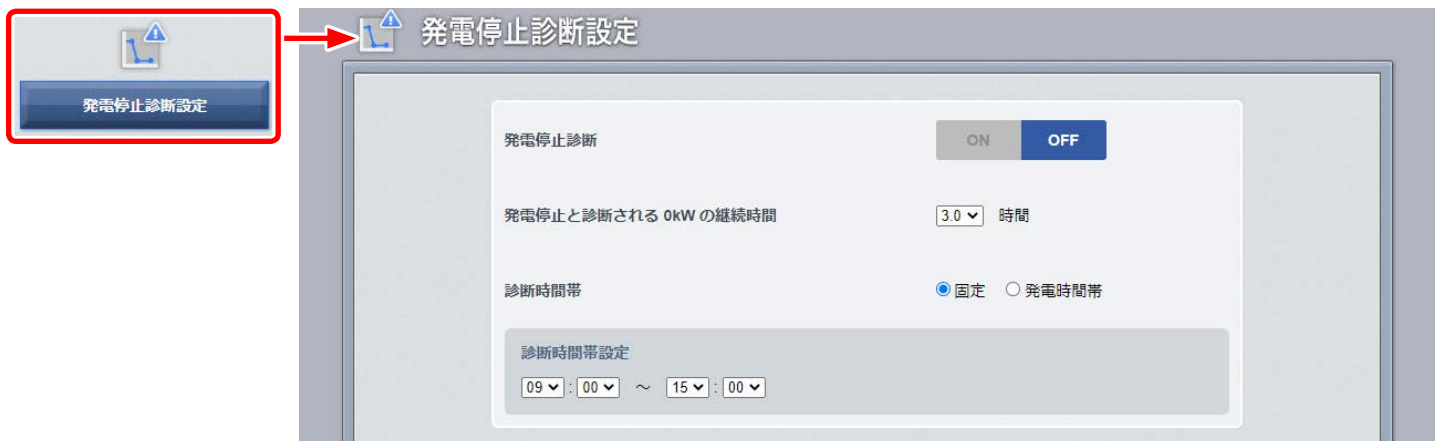 発電停止診断設定
発電停止診断設定
発電停止診断 ON OFF
発電停止と診断される 0kW の継続時間 3.0 時間
診断時間帯 固定 発電時間帯
診断時間帯設定
09 : 00 ～ 15 : 00